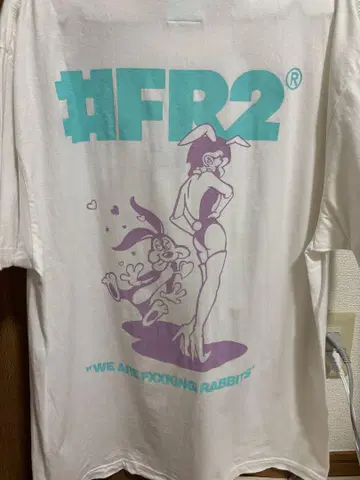 #FR2®
"WE ARE FXXKING RABBITS"